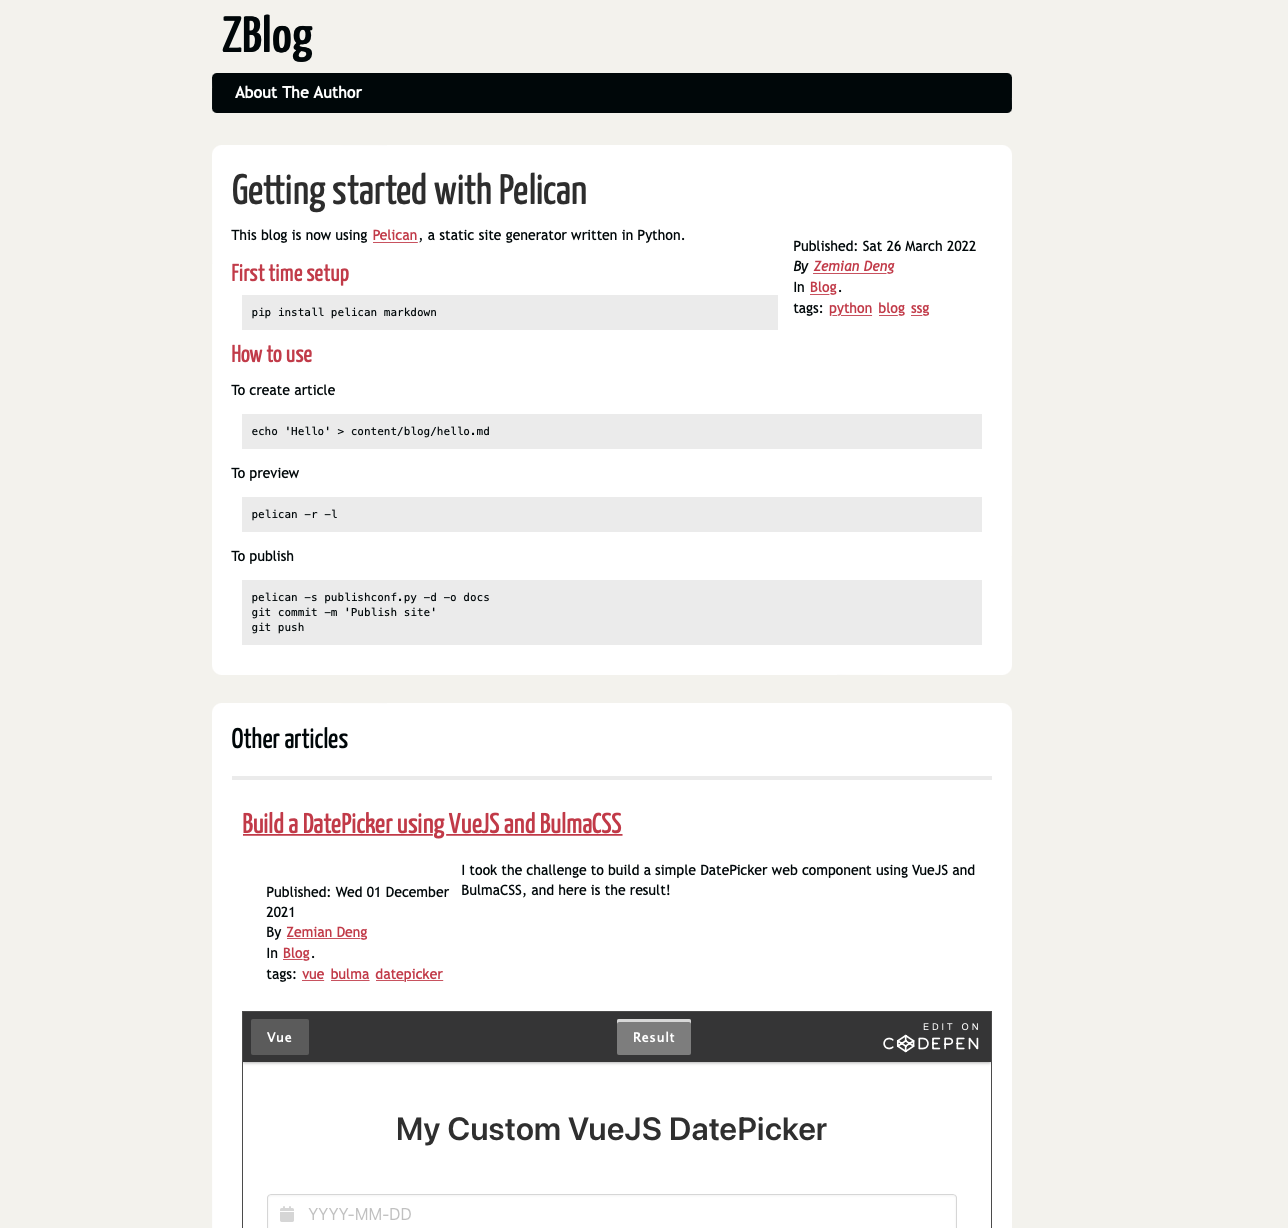 ZBlog
About The Author
Getting started with Pelican
This blog is now using Pelican, a static site generator written in Python.
Published: Sat 26 March 2022
By Zemian Deng
In Blog.
tags: python blog ssg
First time setup
pip install pelican markdown
How to use
To create article
echo 'Hello' > content/blog/hello.md
To preview
pelican -r -l
To publish
pelican -s publishconf.py -d -o docs
git commit -m 'Publish site'
git push
Other articles
Build a DatePicker using VueJS and BulmaCSS
Published: Wed 01 December
2021
By Zemian Deng
In Blog.
tags: vue bulma datepicker
I took the challenge to build a simple DatePicker web component using VueJS and
BulmaCSS, and here is the result!
Vue
Result
EDIT ON
CODEPEN
My Custom VueJS DatePicker
YYYY-MM-DD